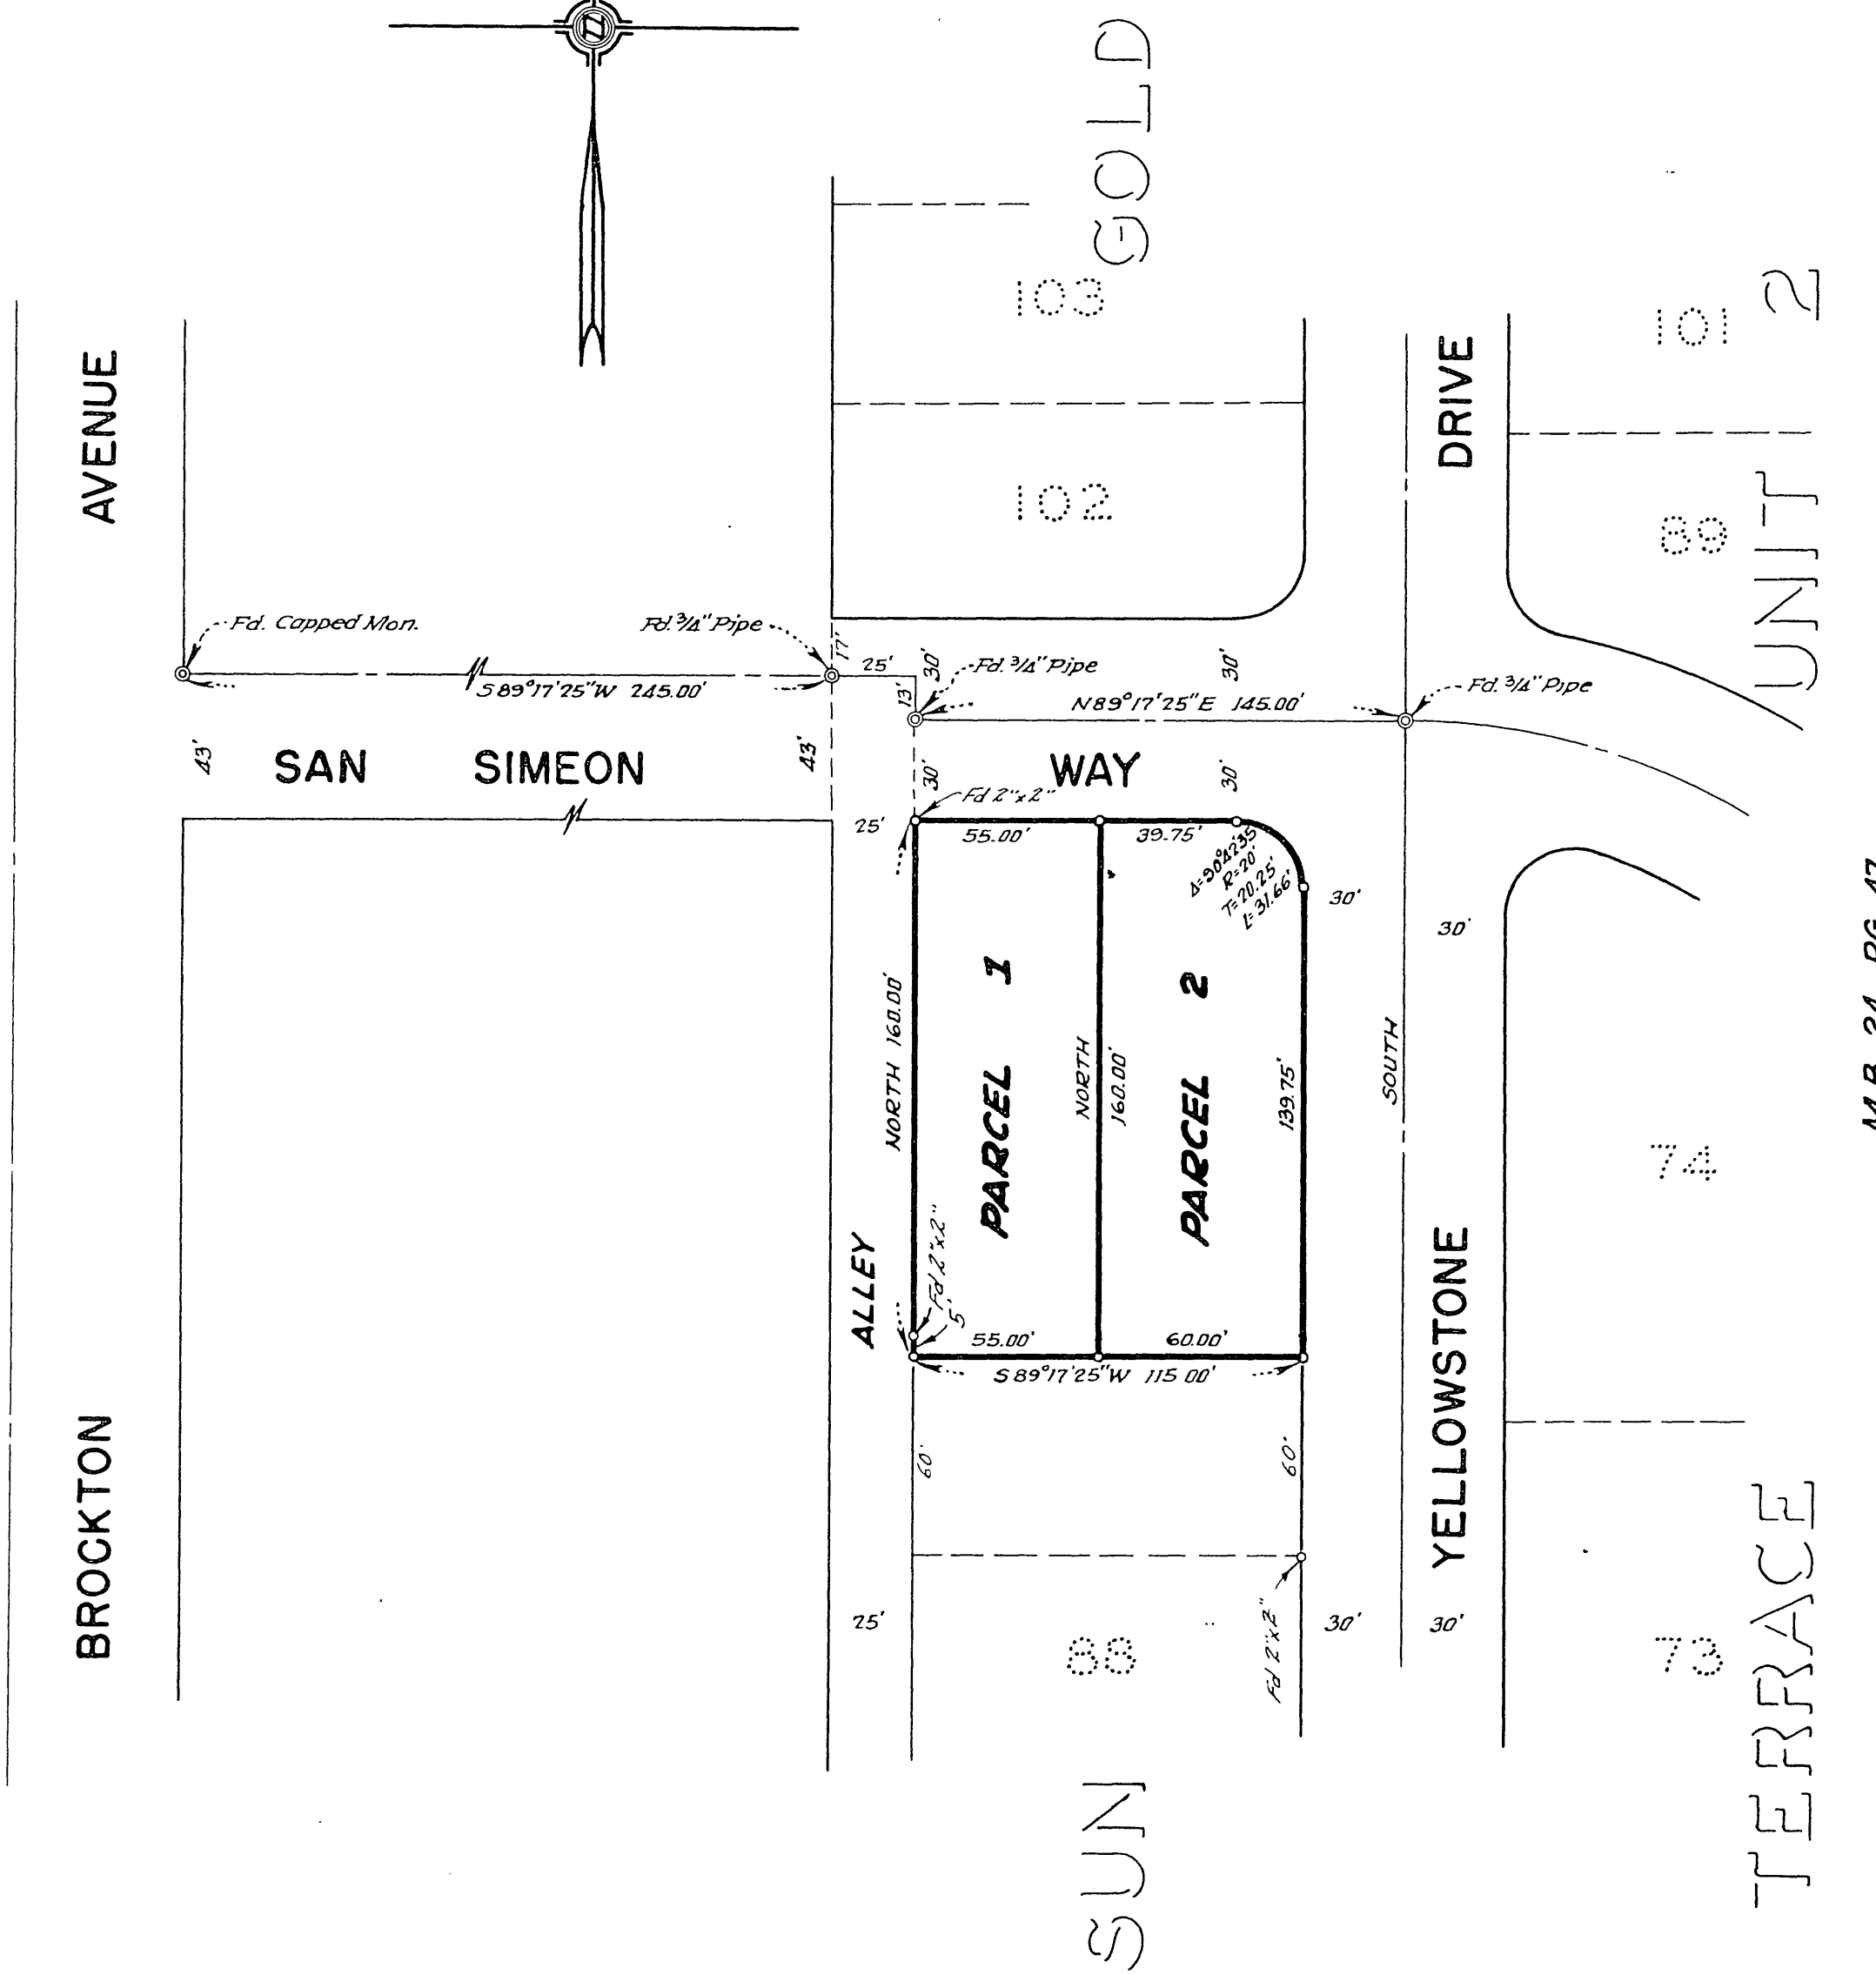 N
BROCKTON AVENUE
Fd. Capped Mon.
Fd. 3/4" Pipe
S 89°17'25"W 245.00'
17'
25'
30'
13'
Fd. 3/4" Pipe
30'
N89°17'25"E 145.00'
Fd. 3/4" Pipe
43'
SAN SIMEON WAY
43'
30'
30'
Fd 2"x2"
25'
55.00'
39.75'
Δ=90°42'35
R=20'
T=20.25'
L=31.66'
30'
30'
NORTH 160.00'
PARCEL 1
NORTH
160.00'
PARCEL 2
139.75'
SOUTH
ALLEY
Fd 2"x2"
5'
55.00'
60.00'
S 89°17'25"W 115.00'
60'
60'
25'
Fd 2"x2"
30'
30'
YELLOWSTONE DRIVE
103
102
101
89
74
88
73
SUN GOLD
TERRACE UNIT 2